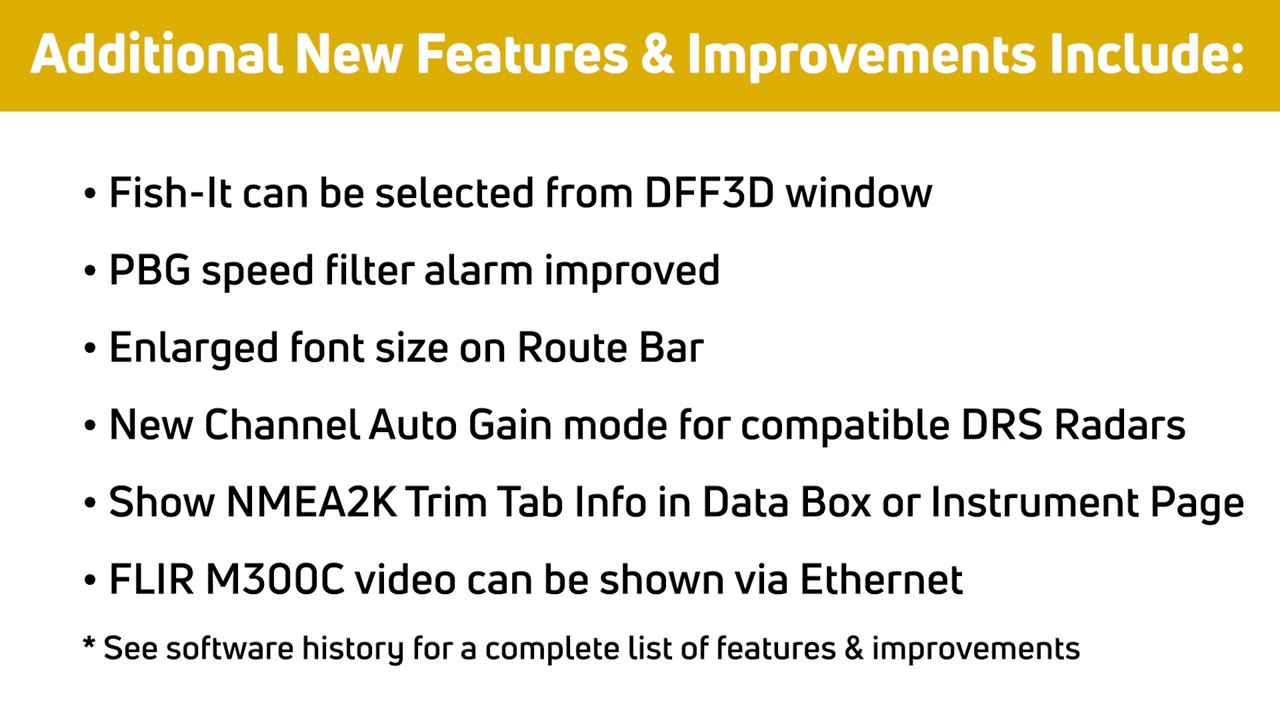 Additional New Features & Improvements Include:
• Fish-It can be selected from DFF3D window
• PBG speed filter alarm improved
• Enlarged font size on Route Bar
• New Channel Auto Gain mode for compatible DRS Radars
• Show NMEA2K Trim Tab Info in Data Box or Instrument Page
• FLIR M300C video can be shown via Ethernet
* See software history for a complete list of features & improvements